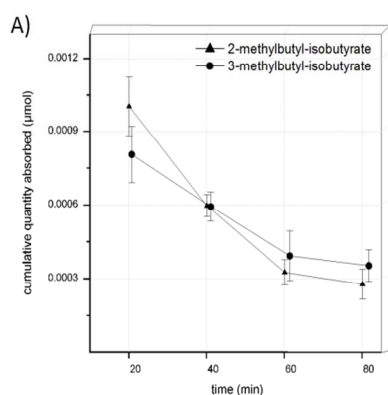 A)
2-methylbutyl-isobutyrate
3-methylbutyl-isobutyrate
cumulative quantity absorbed (μmol)
0.0012
0.0009
0.0006
0.0003
20 40 60 80
time (min)